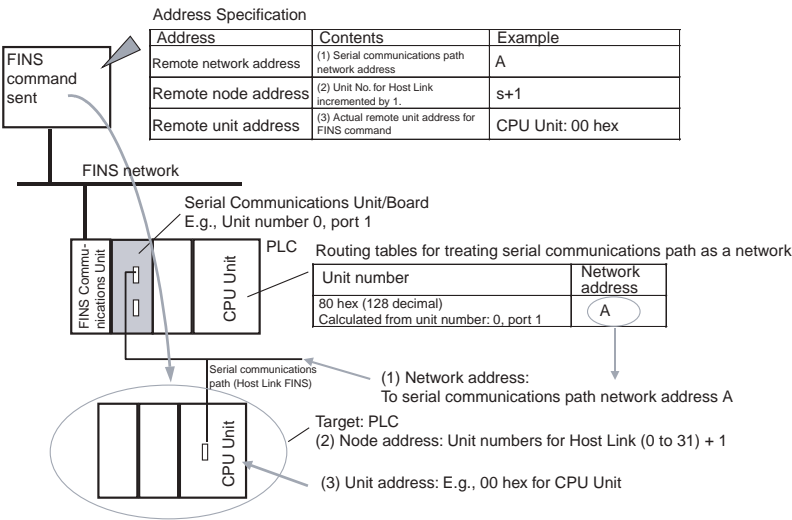 Address Specification
Address Contents Example
Remote network address (1) Serial communications path network address A
Remote node address (2) Unit No. for Host Link incremented by 1. s+1
Remote unit address (3) Actual remote unit address for FINS command CPU Unit: 00 hex
FINS
command
sent
FINS network
Serial Communications Unit/Board
E.g., Unit number 0, port 1
PLC
FINS Commu-
nications Unit
CPU Unit
Routing tables for treating serial communications path as a network
Unit number Network address
80 hex (128 decimal)
Calculated from unit number: 0, port 1 A
Serial communications
path (Host Link FINS)
(1) Network address:
To serial communications path network address A
Target: PLC
(2) Node address: Unit numbers for Host Link (0 to 31) + 1
CPU Unit
(3) Unit address: E.g., 00 hex for CPU Unit